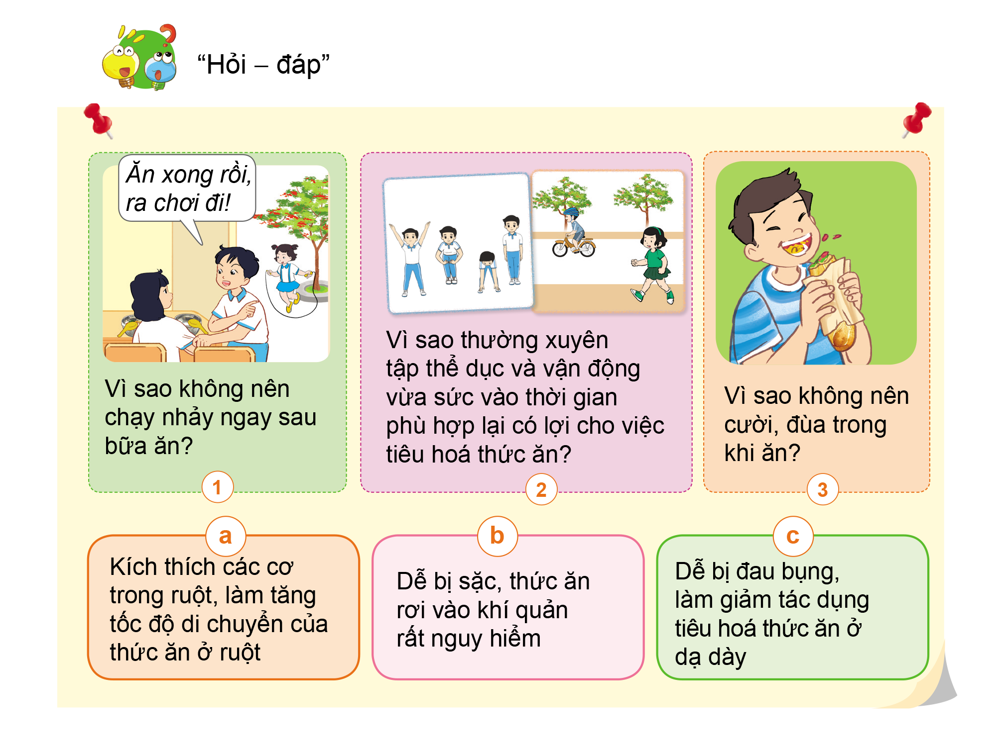 “Hỏi – đáp”
Ăn xong rồi,
ra chơi đi!
Vì sao không nên
chạy nhảy ngay sau
bữa ăn?
1
Vì sao thường xuyên
tập thể dục và vận động
vừa sức vào thời gian
phù hợp lại có lợi cho việc
tiêu hoá thức ăn?
2
Vì sao không nên
cười, đùa trong
khi ăn?
3
a
Kích thích các cơ
trong ruột, làm tăng
tốc độ di chuyển của
thức ăn ở ruột
b
Dễ bị sặc, thức ăn
rơi vào khí quản
rất nguy hiểm
c
Dễ bị đau bụng,
làm giảm tác dụng
tiêu hoá thức ăn ở
dạ dày